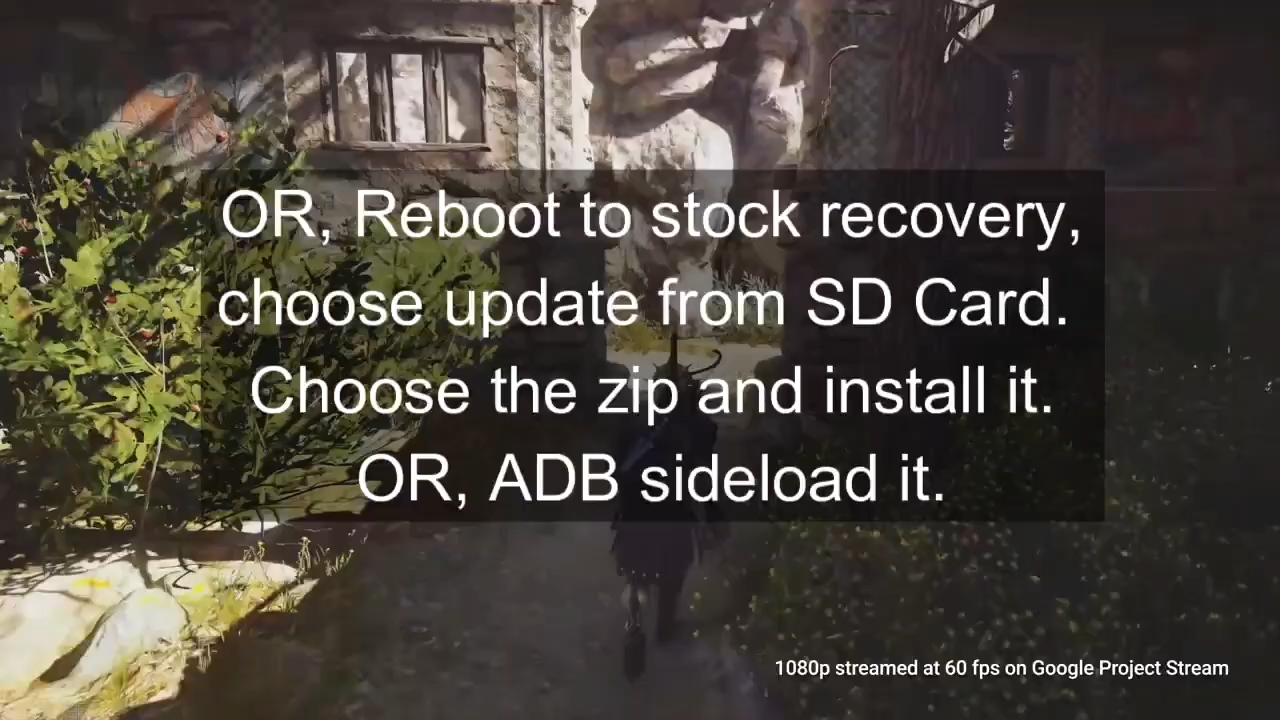 OR, Reboot to stock recovery,
choose update from SD Card.
Choose the zip and install it.
OR, ADB sideload it.
1080p streamed at 60 fps on Google Project Stream